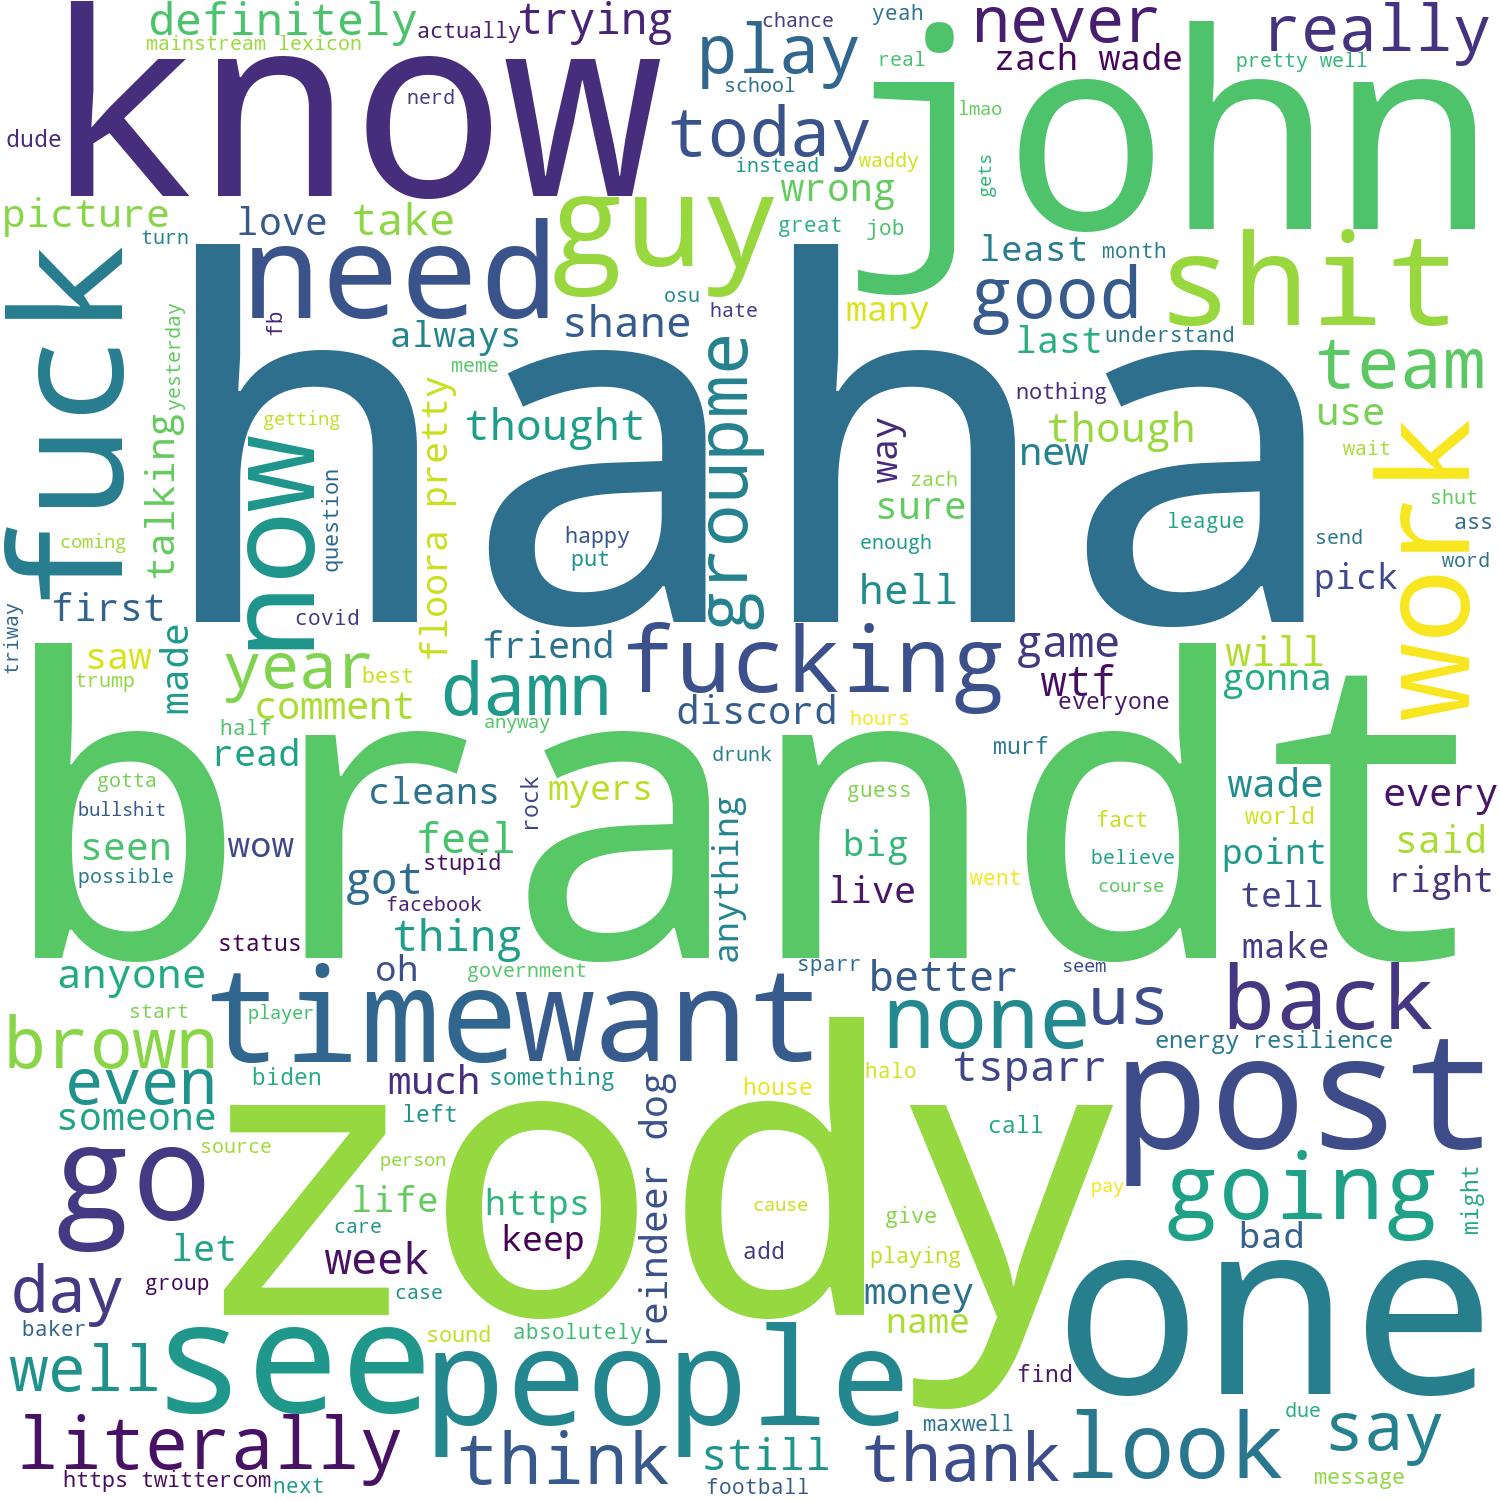 definitely
actually
trying
chance
yeah
never
really
mainstream lexicon
know
play
john
zach wade
pretty well
real
school
nerd
lmao
dude
today
instead
waddy
gets
wrong
picture
turn
love
take
guy
great
job
least
month
shit
fuck
need
osu
hate
many
good
shane
fb
always
last
understand
yesterday
meme
team
haha
nothing
use
getting
thought
groupme
way
though
new
wait
talking
now
question
floora pretty
zach
sure
work
shut
league
ass
happy
coming
put
enough
send
word
hell
pick
first
covid
triway
made
saw
friend
fucking
game
will
year
best
wtf
gonna
trump
damn
everyone
comment
discord
hours
half
anyway
read
drunk
murf
brandt
gotta
cleans
rock
myers
guess
wade
every
bullshit
fact
world
seen
wow
feel
anything
big
said
possible
stupid
believe
point
got
live
went
course
tell
right
facebook
thing
status
make
anyone
oh
government
sparr
better
seem
time
want
none
us
back
start
player
brown
energy resilience
even
biden
much
something
reindeer dog
house
halo
tsparr
post
someone
left
zody
call
source
go
person
life
https
cause
pay
going
might
care
give
let
week
keep
add
playing
bad
day
group
case
money
one
baker
sound
absolutely
name
well
see
people
find
literally
maxwell
due
look
say
think
still
thank
https twittercom
next
football
message